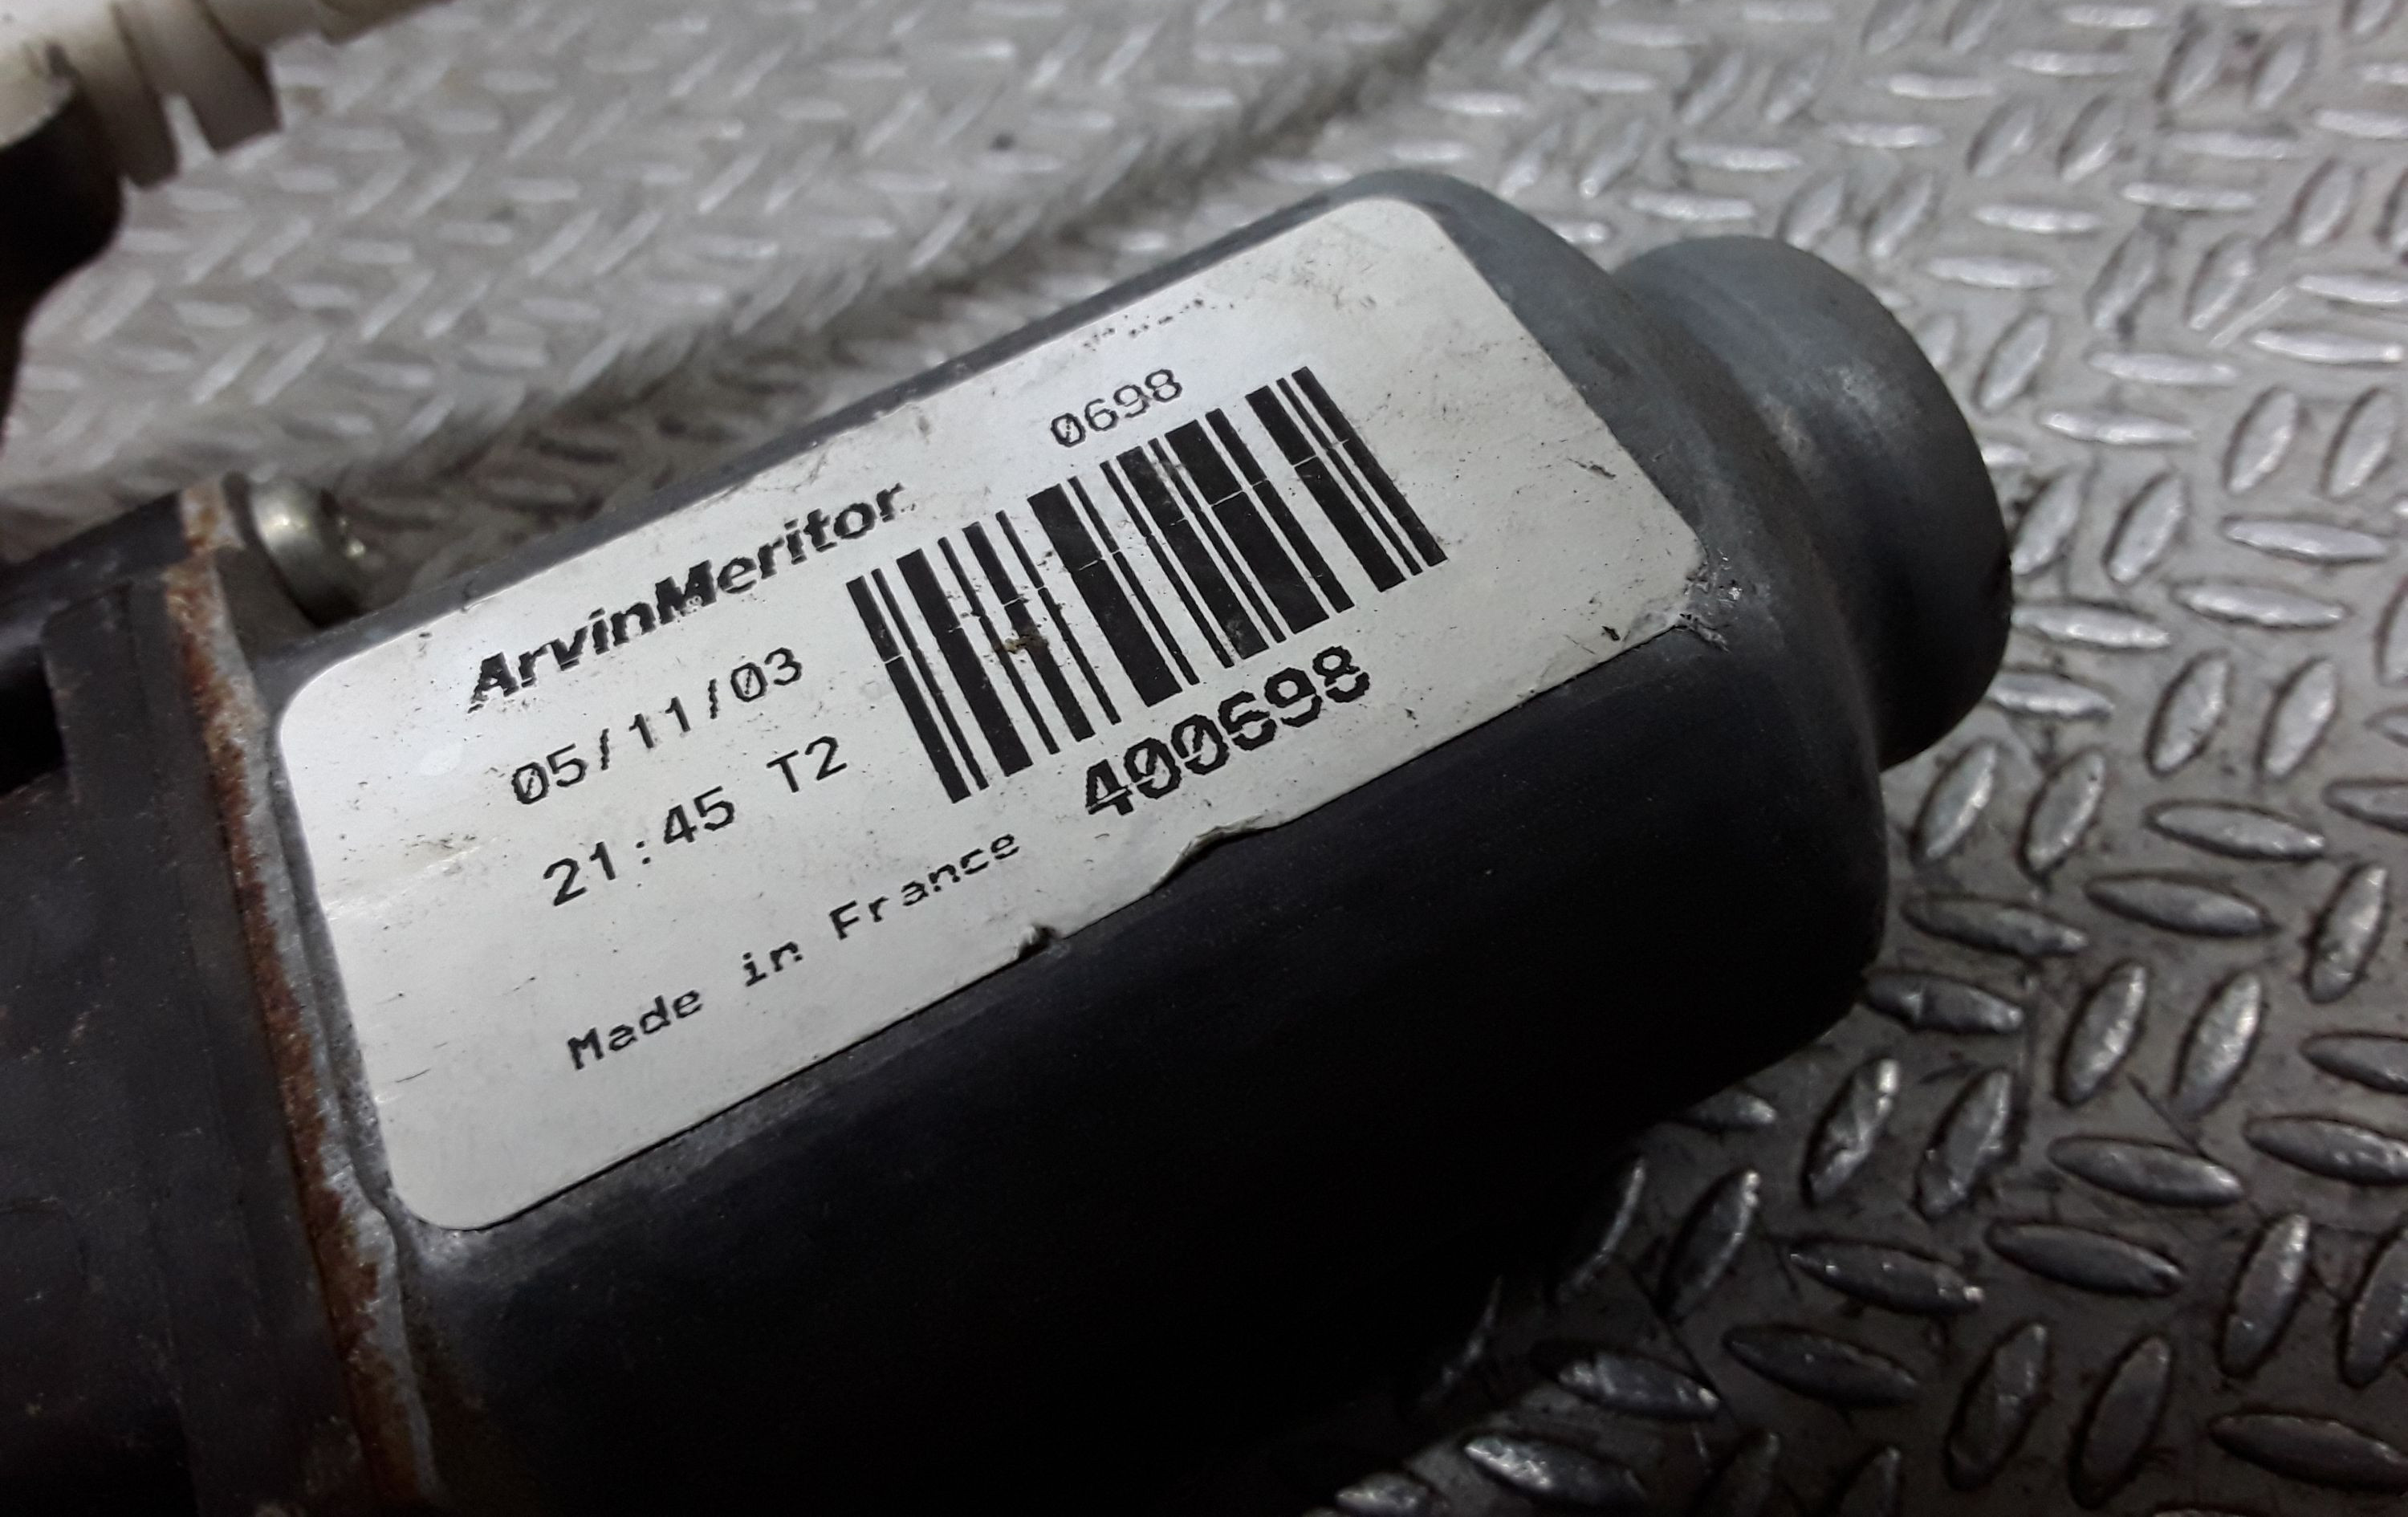 0698
ArvinMeritor
05/11/03
21:45 T2
400698
Made in France